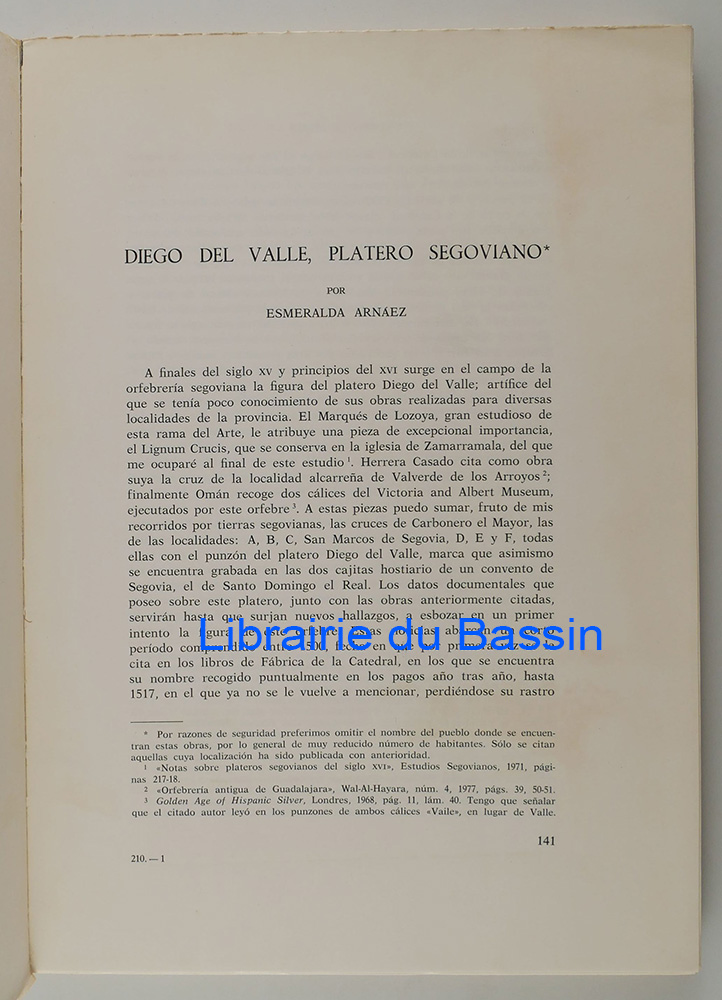 DIEGO DEL VALLE, PLATERO SEGOVIANO*
POR
ESMERALDA ARNÁEZ
A finales del siglo XV y principios del XVI surge en el campo de la
orfebrería segoviana la figura del platero Diego del Valle; artífice del
que se tenía poco conocimiento de sus obras realizadas para diversas
localidades de la provincia. El Marqués de Lozoya, gran estudioso de
esta rama del Arte, le atribuye una pieza de excepcional importancia,
el Lignum Crucis, que se conserva en la iglesia de Zamarramala, del que
me ocuparé al final de este estudio ¹. Herrera Casado cita como obra
suya la cruz de la localidad alcarreña de Valverde de los Arroyos ²;
finalmente Omán recoge dos cálices del Victoria and Albert Museum,
ejecutados por este orfebre ³. A estas piezas puedo sumar, fruto de mis
recorridos por tierras segovianas, las cruces de Carbonero el Mayor, las
de las localidades: A, B, C, San Marcos de Segovia, D, E y F, todas
ellas con el punzón del platero Diego del Valle, marca que asimismo
se encuentra grabada en las dos cajitas hostiario de un convento de
Segovia, el de Santo Domingo el Real. Los datos documentales que
poseo sobre este platero, junto con las obras anteriormente citadas,
servirán hasta que surjan nuevos hallazgos, a esbozar en un primer
intento la figura de este orfebre. Estas noticias
Librairie du Bassin
período entre 1500, fecha en que por primera vez se le
cita en los libros de Fábrica de la Catedral, en los que se encuentra
su nombre recogido puntualmente en los pagos año tras año, hasta
1517, en el que ya no se le vuelve a mencionar, perdiéndose su rastro
* Por razones de seguridad preferimos omitir el nombre del pueblo donde se encuen-
tran estas obras, por lo general de muy reducido número de habitantes. Sólo se citan
aquellas cuya localización ha sido publicada con anterioridad.
¹ «Notas sobre plateros segovianos del siglo XVI», Estudios Segovianos, 1971, pági-
nas 217-18.
² «Orfebrería antigua de Guadalajara», Wal-Al-Hayara, núm. 4, 1977, págs. 39, 50-51.
³ Golden Age of Hispanic Silver, Londres, 1968, pág. 11, lám. 40. Tengo que señalar
que el citado autor leyó en los punzones de ambos cálices «Vaile», en lugar de Valle.
141
210. — 1